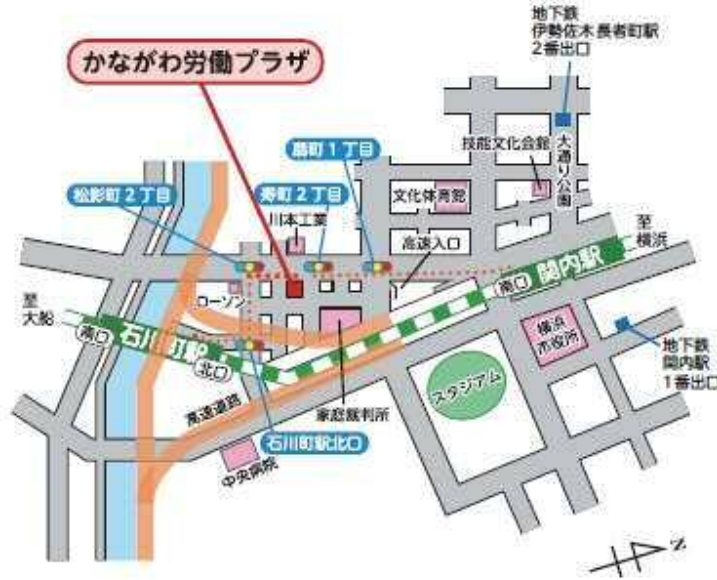 地下鉄
伊勢佐木長者町駅
2番出口
かながわ労働プラザ
扇町1丁目
技能文化会館
大通り公園
松影町2丁目
寿町2丁目
文化体育館
川本工業
高速入口
至
横浜
関内駅
南口
ローソン
至
大船
南口
石川町駅
北口
横浜
市役所
地下鉄
関内駅
1番出口
スタジアム
高速道路
家庭裁判所
石川町駅北口
中央病院
N